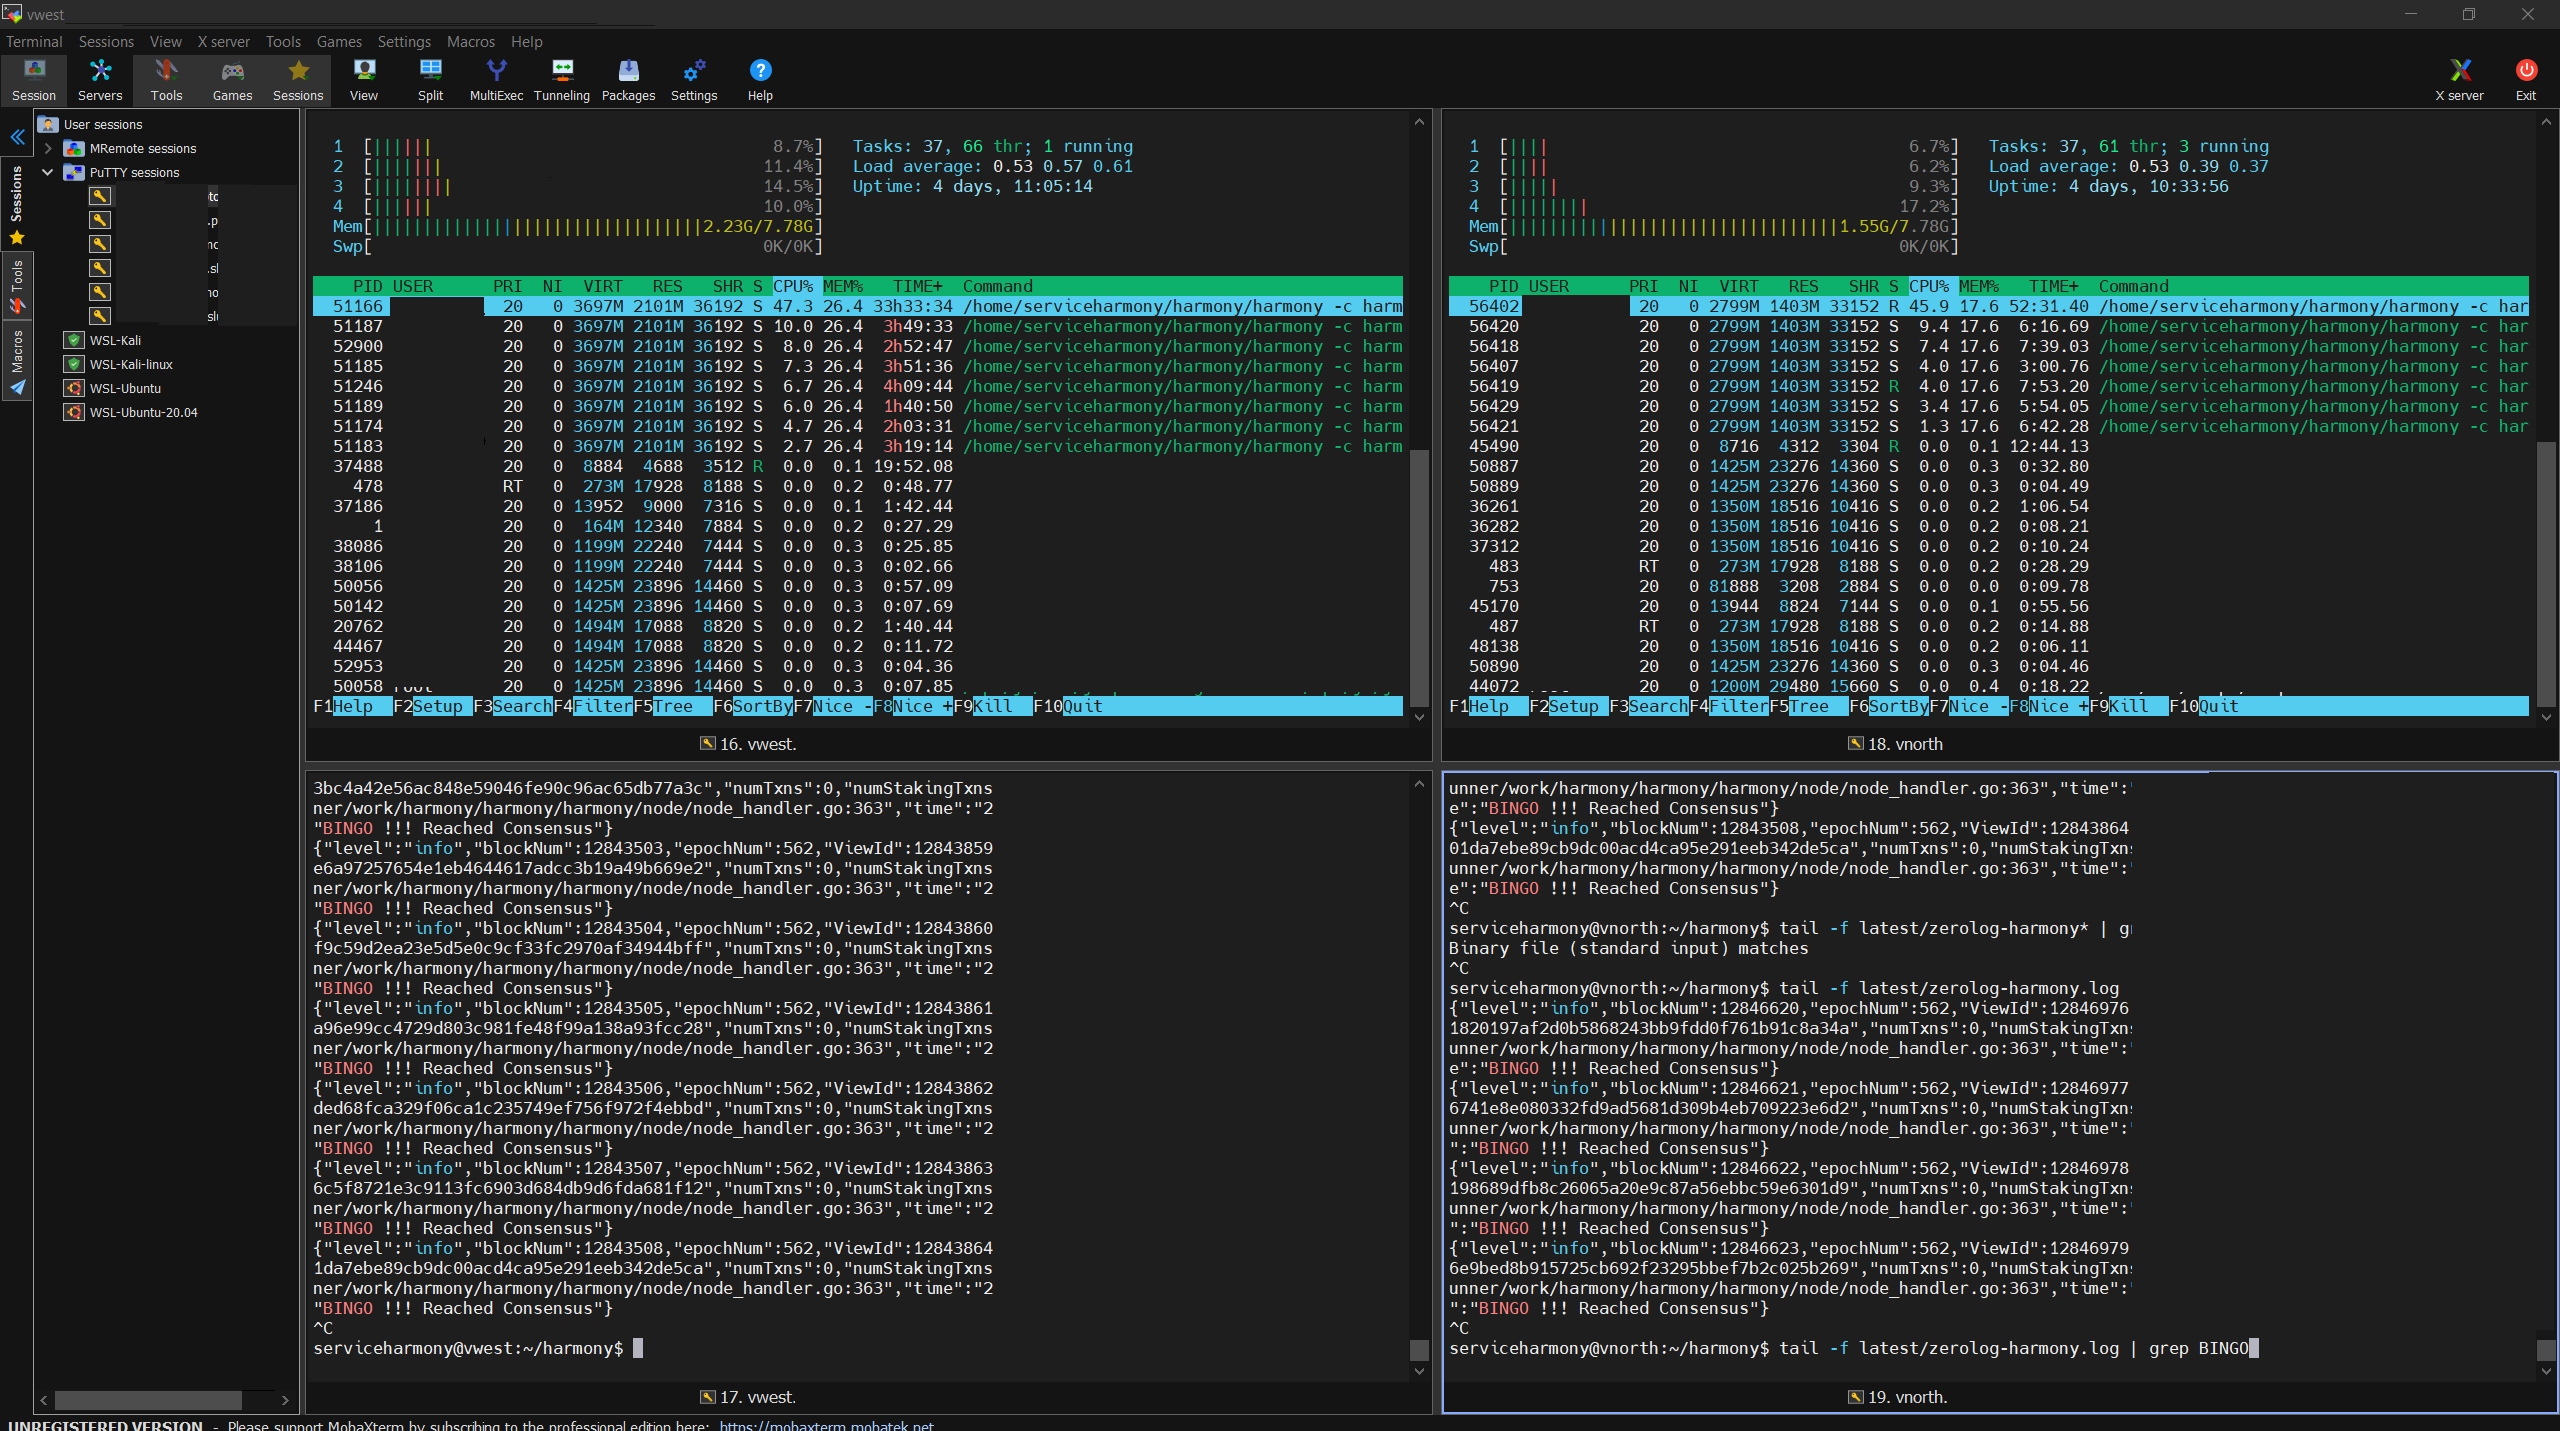 vwest
Terminal Sessions View X server Tools Games Settings Macros Help
Session Servers Tools Games Sessions View Split MultiExec Tunneling Packages Settings Help X server Exit
Sessions
Tools
Macros
User sessions
MRemote sessions
PuTTY sessions
WSL-Kali
WSL-Kali-linux
WSL-Ubuntu
WSL-Ubuntu-20.04
1 [|||||| 8.7%] Tasks: 37, 66 thr; 1 running
2 [||||||| 11.4%] Load average: 0.53 0.57 0.61
3 [|||||||| 14.5%] Uptime: 4 days, 11:05:14
4 [|||||| 10.0%]
Mem[|||||||||||||||||||||||||||||||||2.23G/7.78G]
Swp[ 0K/0K]
PID USER PRI NI VIRT RES SHR S CPU% MEM% TIME+ Command
51166 20 0 3697M 2101M 36192 S 47.3 26.4 33h33:34 /home/serviceharmony/harmony/harmony -c harm
51187 20 0 3697M 2101M 36192 S 10.0 26.4 3h49:33 /home/serviceharmony/harmony/harmony -c harm
52900 20 0 3697M 2101M 36192 S 8.0 26.4 2h52:47 /home/serviceharmony/harmony/harmony -c harm
51185 20 0 3697M 2101M 36192 S 7.3 26.4 3h51:36 /home/serviceharmony/harmony/harmony -c harm
51246 20 0 3697M 2101M 36192 S 6.7 26.4 4h09:44 /home/serviceharmony/harmony/harmony -c harm
51189 20 0 3697M 2101M 36192 S 6.0 26.4 1h40:50 /home/serviceharmony/harmony/harmony -c harm
51174 20 0 3697M 2101M 36192 S 4.7 26.4 2h03:31 /home/serviceharmony/harmony/harmony -c harm
51183 20 0 3697M 2101M 36192 S 2.7 26.4 3h19:14 /home/serviceharmony/harmony/harmony -c harm
37488 20 0 8884 4688 3512 R 0.0 0.1 19:52.08
478 RT 0 273M 17928 8188 S 0.0 0.2 0:48.77
37186 20 0 13952 9000 7316 S 0.0 0.1 1:42.44
1 20 0 164M 12340 7884 S 0.0 0.2 0:27.29
38086 20 0 1199M 22240 7444 S 0.0 0.3 0:25.85
38106 20 0 1199M 22240 7444 S 0.0 0.3 0:02.66
50056 20 0 1425M 23896 14460 S 0.0 0.3 0:57.09
50142 20 0 1425M 23896 14460 S 0.0 0.3 0:07.69
20762 20 0 1494M 17088 8820 S 0.0 0.2 1:40.44
44467 20 0 1494M 17088 8820 S 0.0 0.2 0:11.72
52953 20 0 1425M 23896 14460 S 0.0 0.3 0:04.36
50058 20 0 1425M 23896 14460 S 0.0 0.3 0:07.85
F1Help F2Setup F3SearchF4FilterF5Tree F6SortByF7Nice -F8Nice +F9Kill F10Quit
16. vwest.
1 [|||| 6.7%] Tasks: 37, 61 thr; 3 running
2 [|||| 6.2%] Load average: 0.53 0.39 0.37
3 [||||| 9.3%] Uptime: 4 days, 10:33:56
4 [|||||||| 17.2%]
Mem[|||||||||||||||||||||||||||||||||1.55G/7.78G]
Swp[ 0K/0K]
PID USER PRI NI VIRT RES SHR S CPU% MEM% TIME+ Command
56402 20 0 2799M 1403M 33152 R 45.9 17.6 52:31.40 /home/serviceharmony/harmony/harmony -c har
56420 20 0 2799M 1403M 33152 S 9.4 17.6 6:16.69 /home/serviceharmony/harmony/harmony -c har
56418 20 0 2799M 1403M 33152 S 7.4 17.6 7:39.03 /home/serviceharmony/harmony/harmony -c har
56407 20 0 2799M 1403M 33152 S 4.0 17.6 3:00.76 /home/serviceharmony/harmony/harmony -c har
56419 20 0 2799M 1403M 33152 R 4.0 17.6 7:53.20 /home/serviceharmony/harmony/harmony -c har
56429 20 0 2799M 1403M 33152 S 3.4 17.6 5:54.05 /home/serviceharmony/harmony/harmony -c har
56421 20 0 2799M 1403M 33152 S 1.3 17.6 6:42.28 /home/serviceharmony/harmony/harmony -c har
45490 20 0 8716 4312 3304 R 0.0 0.1 12:44.13
50887 20 0 1425M 23276 14360 S 0.0 0.3 0:32.80
50889 20 0 1425M 23276 14360 S 0.0 0.3 0:04.49
36261 20 0 1350M 18516 10416 S 0.0 0.2 1:06.54
36282 20 0 1350M 18516 10416 S 0.0 0.2 0:08.21
37312 20 0 1350M 18516 10416 S 0.0 0.2 0:10.24
483 RT 0 273M 17928 8188 S 0.0 0.2 0:28.29
753 20 0 81888 3208 2884 S 0.0 0.0 0:09.78
45170 20 0 13944 8824 7144 S 0.0 0.1 0:55.56
487 RT 0 273M 17928 8188 S 0.0 0.2 0:14.88
48138 20 0 1350M 18516 10416 S 0.0 0.2 0:06.11
50890 20 0 1425M 23276 14360 S 0.0 0.3 0:04.46
44072 20 0 1200M 29480 15660 S 0.0 0.4 0:18.22
F1Help F2Setup F3SearchF4FilterF5Tree F6SortByF7Nice -F8Nice +F9Kill F10Quit
18. vnorth
3bc4a42e56ac848e59046fe90c96ac65db77a3c","numTxns":0,"numStakingTxns
ner/work/harmony/harmony/harmony/node/node_handler.go:363","time":"2
"BINGO !!! Reached Consensus"}
{"level":"info","blockNum":12843503,"epochNum":562,"ViewId":12843859
e6a97257654e1eb4644617adcc3b19a49b669e2","numTxns":0,"numStakingTxns
ner/work/harmony/harmony/harmony/node/node_handler.go:363","time":"2
"BINGO !!! Reached Consensus"}
{"level":"info","blockNum":12843504,"epochNum":562,"ViewId":12843860
f9c59d2ea23e5d5e0c9cf33fc2970af34944bff","numTxns":0,"numStakingTxns
ner/work/harmony/harmony/harmony/node/node_handler.go:363","time":"2
"BINGO !!! Reached Consensus"}
{"level":"info","blockNum":12843505,"epochNum":562,"ViewId":12843861
a96e99cc4729d803c981fe48f99a138a93fcc28","numTxns":0,"numStakingTxns
ner/work/harmony/harmony/harmony/node/node_handler.go:363","time":"2
"BINGO !!! Reached Consensus"}
{"level":"info","blockNum":12843506,"epochNum":562,"ViewId":12843862
ded68fca329f06ca1c235749ef756f972f4ebbd","numTxns":0,"numStakingTxns
ner/work/harmony/harmony/harmony/node/node_handler.go:363","time":"2
"BINGO !!! Reached Consensus"}
{"level":"info","blockNum":12843507,"epochNum":562,"ViewId":12843863
6c5f8721e3c9113fc6903d684db9d6fda681f12","numTxns":0,"numStakingTxns
ner/work/harmony/harmony/harmony/node/node_handler.go:363","time":"2
"BINGO !!! Reached Consensus"}
{"level":"info","blockNum":12843508,"epochNum":562,"ViewId":12843864
1da7ebe89cb9dc00acd4ca95e291eeb342de5ca","numTxns":0,"numStakingTxns
ner/work/harmony/harmony/harmony/node/node_handler.go:363","time":"2
"BINGO !!! Reached Consensus"}
^C
serviceharmony@vwest:~/harmony$
17. vwest.
unner/work/harmony/harmony/harmony/node/node_handler.go:363","time":"
e":"BINGO !!! Reached Consensus"}
{"level":"info","blockNum":12843508,"epochNum":562,"ViewId":12843864
01da7ebe89cb9dc00acd4ca95e291eeb342de5ca","numTxns":0,"numStakingTxns
unner/work/harmony/harmony/harmony/node/node_handler.go:363","time":"
e":"BINGO !!! Reached Consensus"}
^C
serviceharmony@vnorth:~/harmony$ tail -f latest/zerolog-harmony* | gr
Binary file (standard input) matches
^C
serviceharmony@vnorth:~/harmony$ tail -f latest/zerolog-harmony.log
{"level":"info","blockNum":12846620,"epochNum":562,"ViewId":12846976
1820197af2d0b5868243bb9fdd0f761b91c8a34a","numTxns":0,"numStakingTxns
unner/work/harmony/harmony/harmony/node/node_handler.go:363","time":"
e":"BINGO !!! Reached Consensus"}
{"level":"info","blockNum":12846621,"epochNum":562,"ViewId":12846977
6741e8e080332fd9ad5681d309b4eb709223e6d2","numTxns":0,"numStakingTxns
unner/work/harmony/harmony/harmony/node/node_handler.go:363","time":"
":"BINGO !!! Reached Consensus"}
{"level":"info","blockNum":12846622,"epochNum":562,"ViewId":12846978
198689dfb8c26065a20e9c87a56ebbc59e6301d9","numTxns":0,"numStakingTxns
unner/work/harmony/harmony/harmony/node/node_handler.go:363","time":"
":"BINGO !!! Reached Consensus"}
{"level":"info","blockNum":12846623,"epochNum":562,"ViewId":12846979
6e9bed8b915725cb692f23295bbef7b2c025b269","numTxns":0,"numStakingTxns
unner/work/harmony/harmony/harmony/node/node_handler.go:363","time":"
":"BINGO !!! Reached Consensus"}
^C
serviceharmony@vnorth:~/harmony$ tail -f latest/zerolog-harmony.log | grep BINGO
19. vnorth.
UNREGISTERED VERSION - Please support MobaXterm by subscribing to the professional edition here: https://mobaxterm.mobatek.net